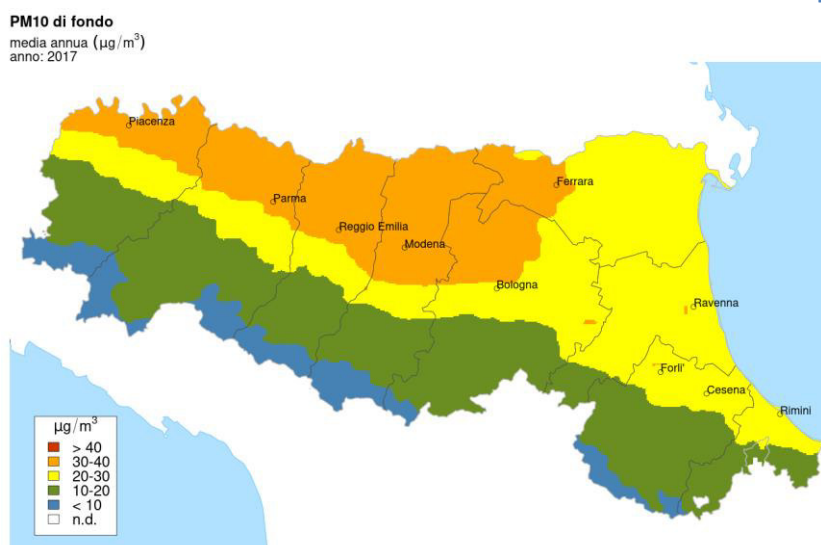 PM10 di fondo
media annua (µg/m³)
anno: 2017
Piacenza
Parma
Reggio Emilia
Modena
Ferrara
Bologna
Ravenna
Forli'
Cesena
Rimini
µg/m³
> 40
30-40
20-30
10-20
< 10
n.d.